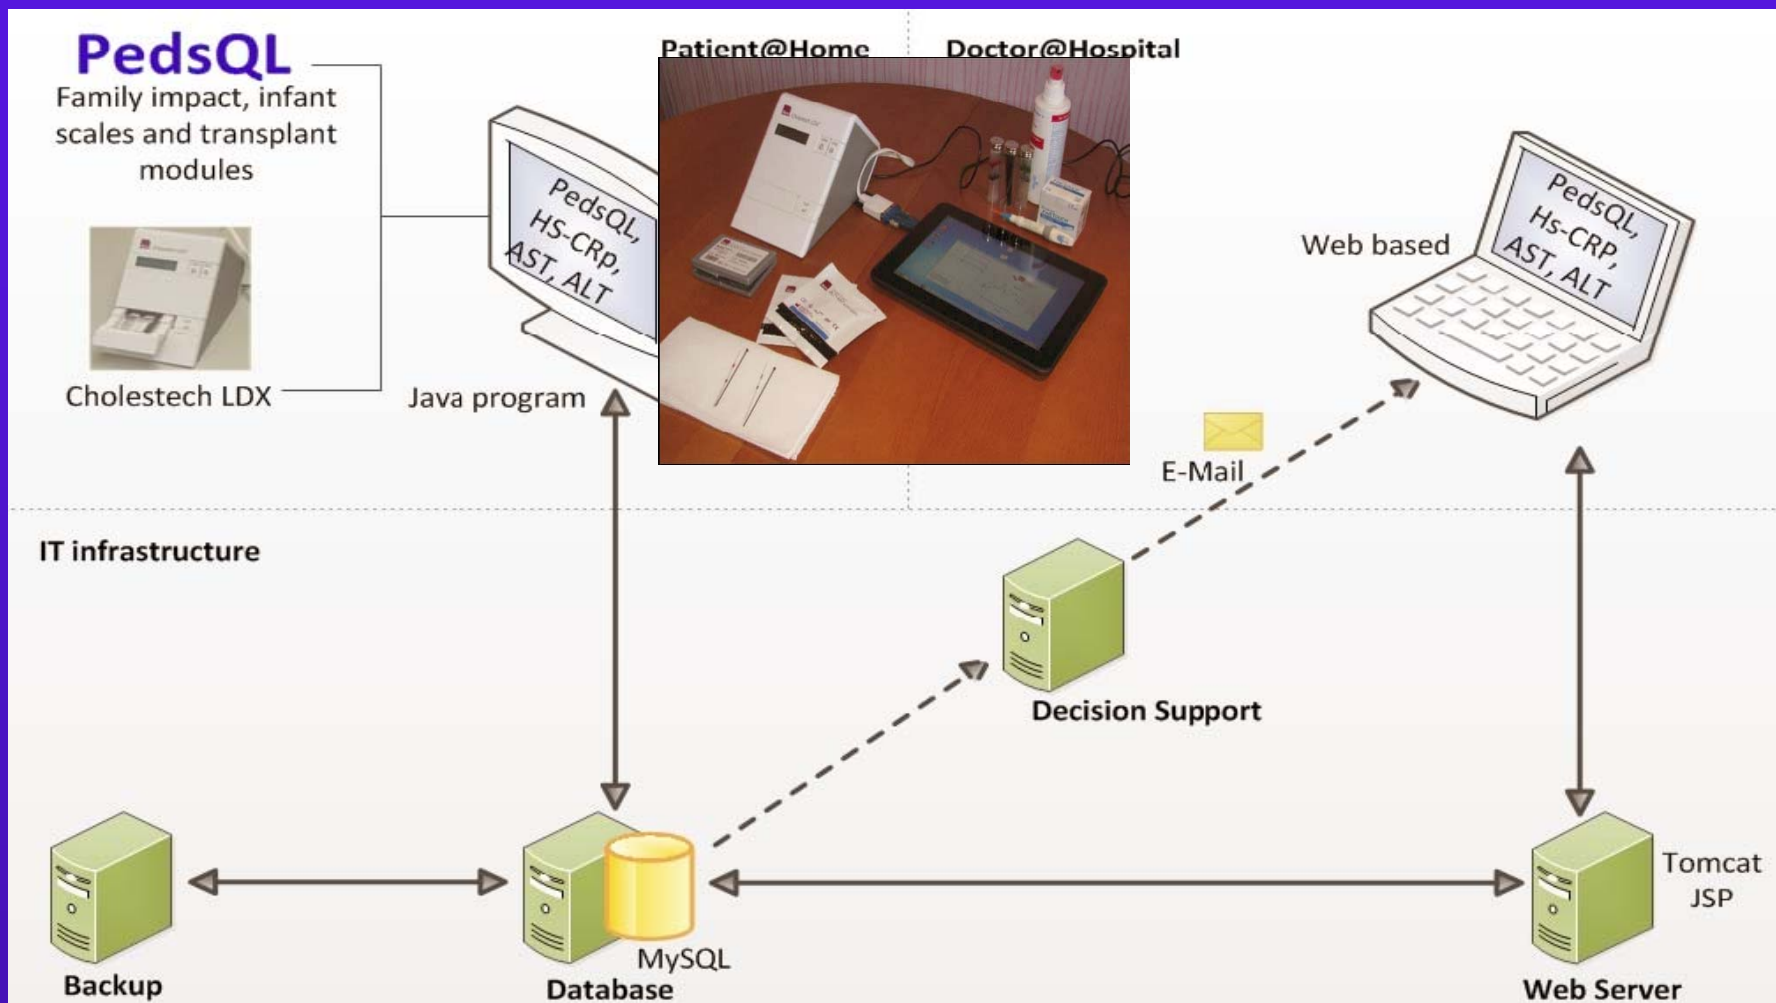 PedsQL
Family impact, infant
scales and transplant
modules
Cholestech LDX
Patient@Home
Doctor@Hospital
PedsQL,
HS-CRp,
AST, ALT
Java program
Cholestech LDX
Web based
PedsQL,
Hs-CRP,
AST, ALT
E-Mail
IT infrastructure
Decision Support
Backup
MySQL
Database
Tomcat
JSP
Web Server